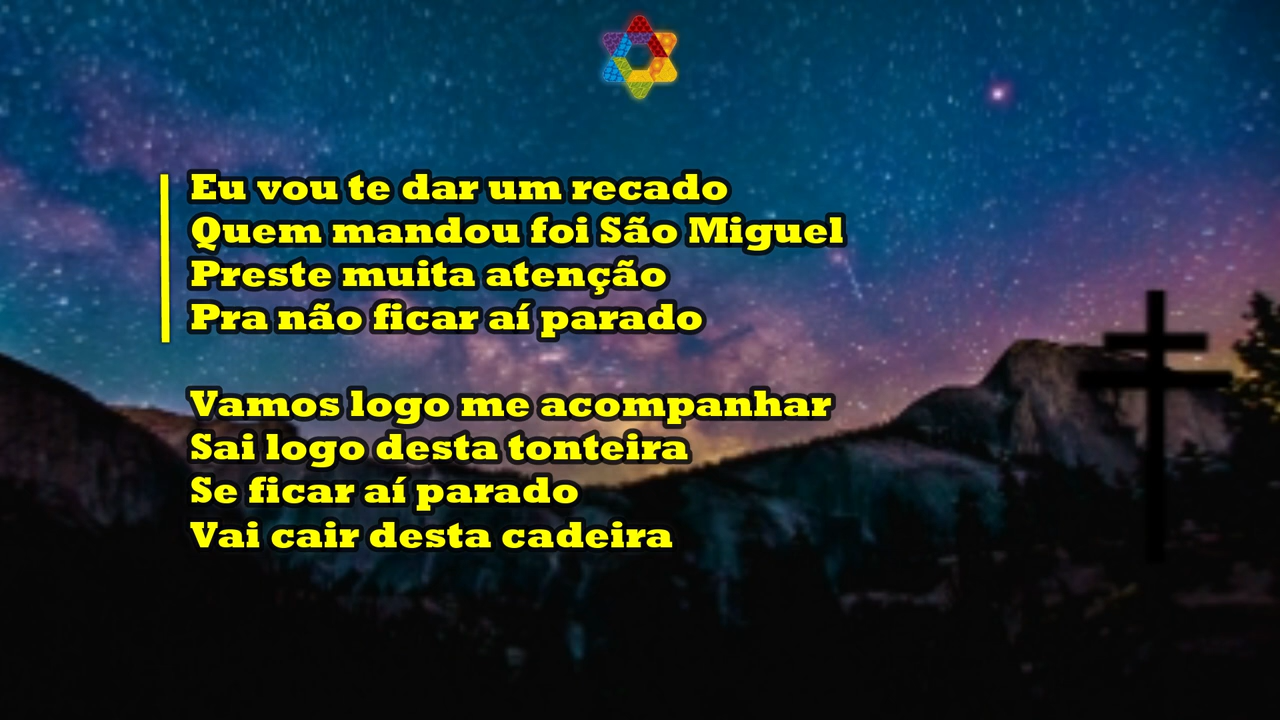 Eu vou te dar um recado
Quem mandou foi São Miguel
Preste muita atenção
Pra não ficar aí parado
Vamos logo me acompanhar
Sai logo desta tonteira
Se ficar aí parado
Vai cair desta cadeira